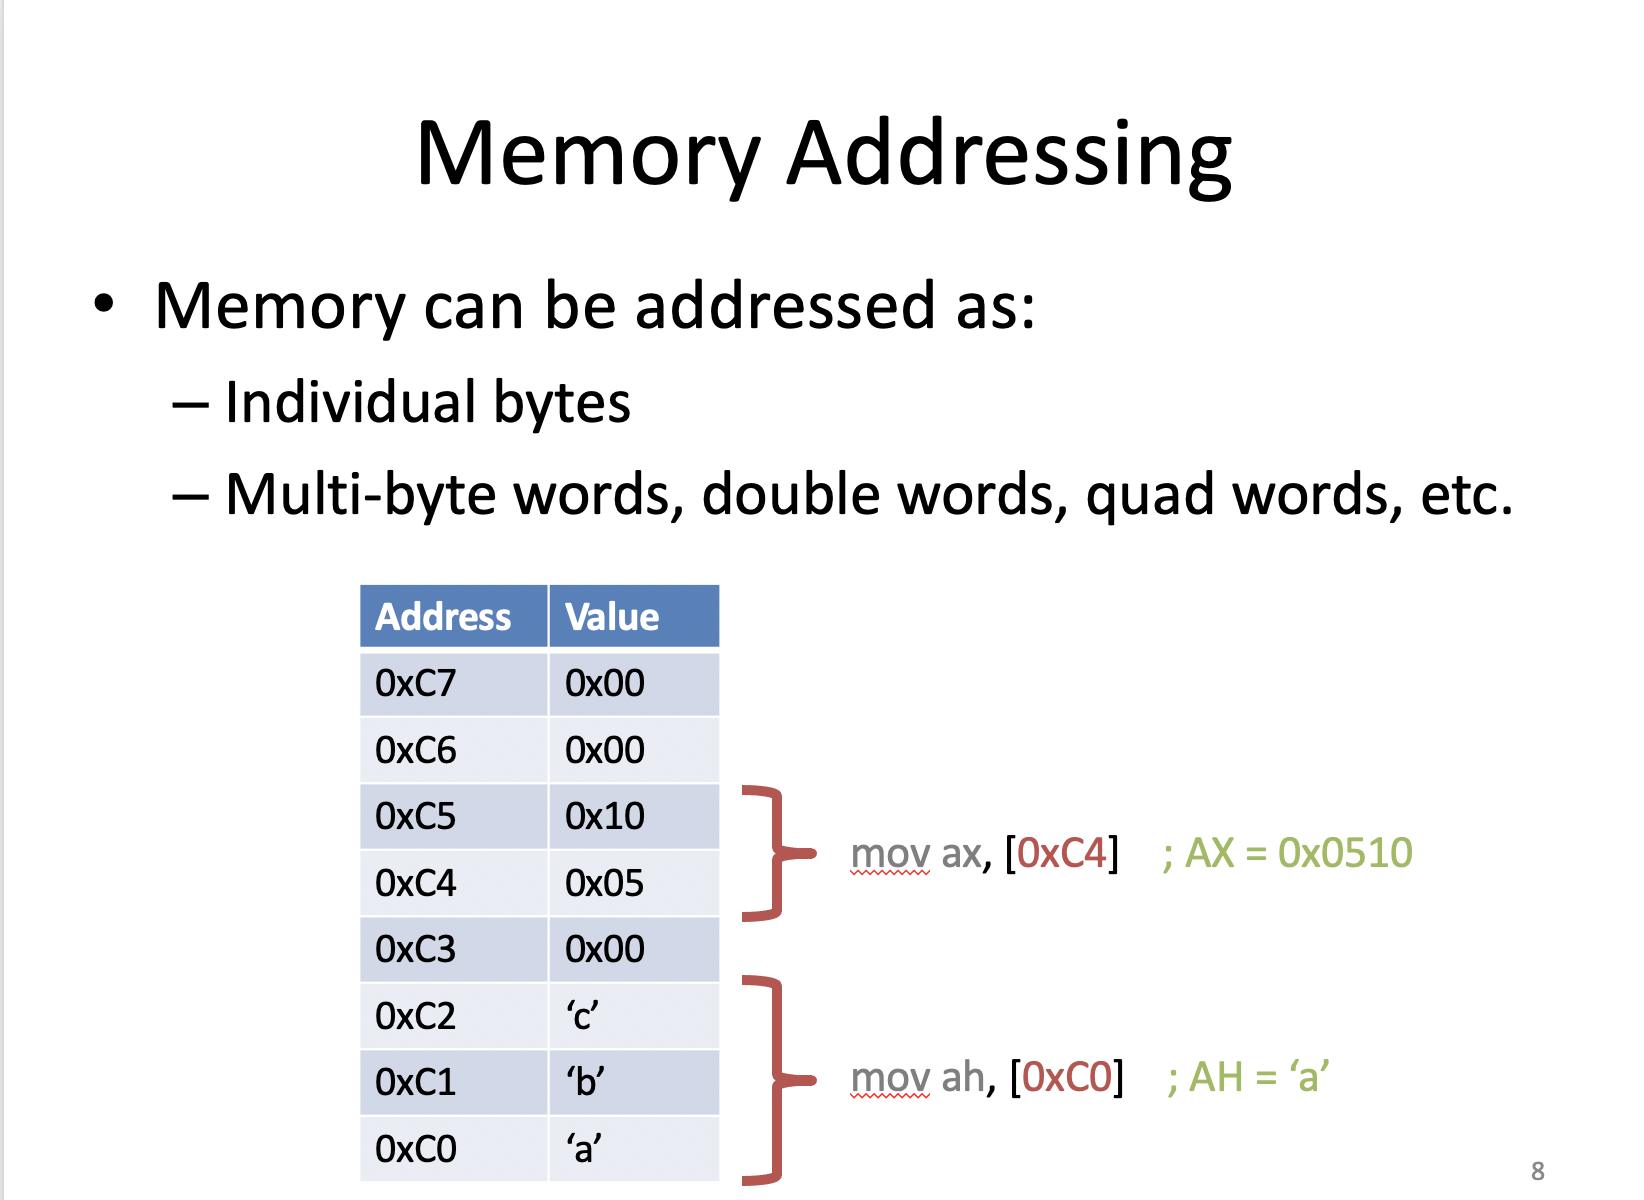 Memory Addressing
• Memory can be addressed as:
– Individual bytes
– Multi-byte words, double words, quad words, etc.
Address Value
0xC7 0x00
0xC6 0x00
0xC5 0x10
0xC4 0x05
0xC3 0x00
0xC2 ‘c’
0xC1 ‘b’
0xC0 ‘a’
mov ax, [0xC4] ; AX = 0x0510
mov ah, [0xC0] ; AH = ‘a’
8